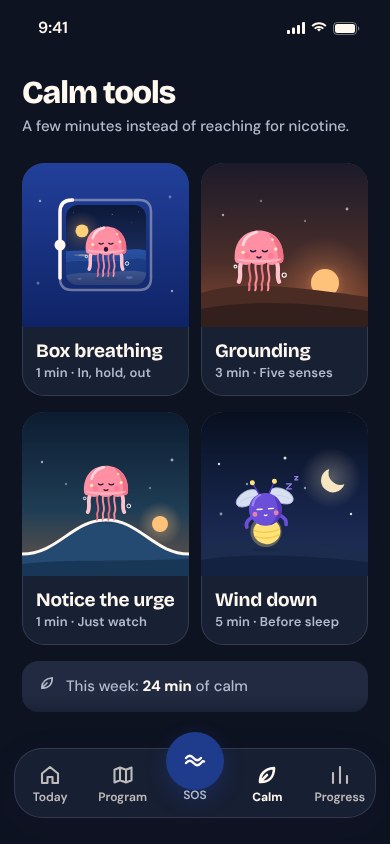 9:41
Calm tools
A few minutes instead of reaching for nicotine.
Box breathing
1 min · In, hold, out
Grounding
3 min · Five senses
z z
Notice the urge
1 min · Just watch
Wind down
5 min · Before sleep
This week: 24 min of calm
Today
Program
SOS
Calm
Progress